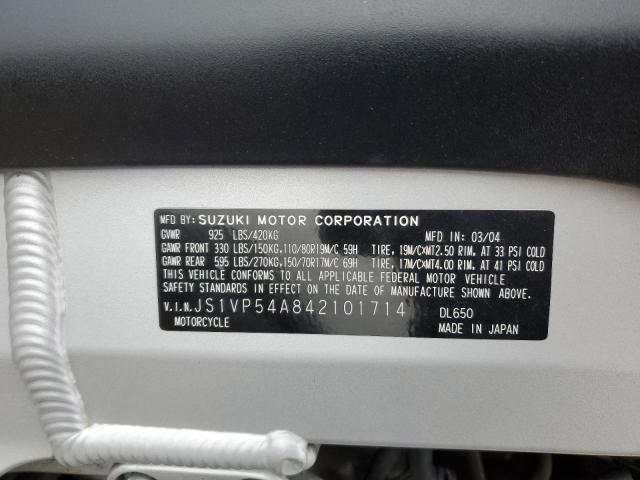 MFD BY: SUZUKI MOTOR CORPORATION
GVWR 925 LBS/420KG MFD IN: 03/04
GAWR FRONT 330 LBS/150KG,110/80R19M/C 59H TIRE, 19M/C×MT2.50 RIM, AT 33 PSI COLD
GAWR REAR 595 LBS/270KG,150/70R17M/C 69H TIRE, 17M/C×MT4.00 RIM, AT 41 PSI COLD
THIS VEHICLE CONFORMS TO ALL APPLICABLE FEDERAL MOTOR VEHICLE
SAFETY STANDARDS IN EFFECT ON THE DATE OF MANUFACTURE SHOWN ABOVE.
V.I.N. JS1VP54A842101714 DL650
MOTORCYCLE MADE IN JAPAN